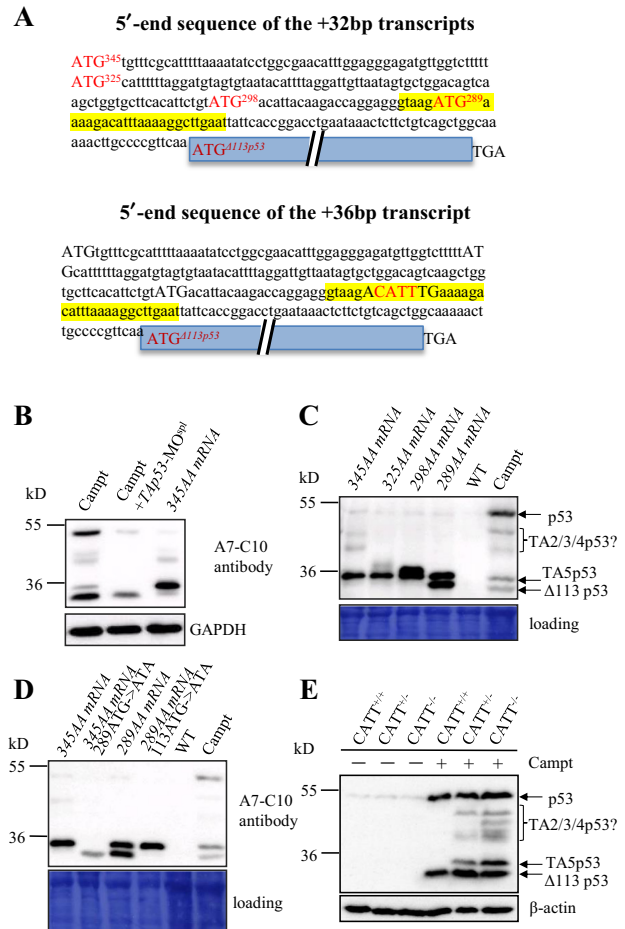 A
5′-end sequence of the +32bp transcripts
ATG³⁴⁵tgtttcgcatttttaaaatatcctggcgaacatttggagggagatgttggtcttttt
ATG³²⁵catttttttaggatgtagtgtaatacattttaggattgttaatagtgctggacagtca
agctggtgcttcacattctgtATG²⁹⁸acattacaagaccaggagggtaagATG²⁸⁹a
aaagacatttaaaaggcttgaattattcaccggacctgaataaactcttctgtcagctggcaa
aaacttgccccgttcaa
ATGΔ113p53
TGA
5′-end sequence of the +36bp transcript
ATGtgtttcgcatttttaaaatatcctggcgaacatttggagggagatgttggtctttttAT
Gcatttttttaggatgtagtgtaatacattttaggattgttaatagtgctggacagtcaagctgg
tgcttcacattctgtATGacattacaagaccaggagggtaagACATTTGaaaaga
catttaaaaggcttgaattattcaccggacctgaataaactcttctgtcagctggcaaaaact
tgccccgttcaa
ATGΔ113p53
TGA
B
kD
Campt
Campt +TAp53-MOspl
345AA mRNA
55
36
A7-C10 antibody
GAPDH
C
kD
345AA mRNA
325AA mRNA
298AA mRNA
289AA mRNA
WT
Campt
55
36
p53
TA2/3/4p53?
TA5p53
Δ113 p53
loading
D
kD
345AA mRNA
345AA mRNA 289ATG->ATA
289AA mRNA
289AA mRNA 113ATG->ATA
WT
Campt
55
36
A7-C10 antibody
loading
E
kD
CATT+/+
CATT+/-
CATT-/-
CATT+/+
CATT+/-
CATT-/-
— — — + + + Campt
55
36
p53
TA2/3/4p53?
TA5p53
Δ113 p53
β-actin